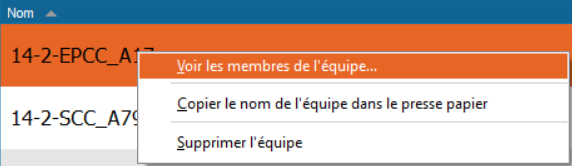 Nom
14-2-EPCC_A17
Voir les membres de l'équipe...
Copier le nom de l'équipe dans le presse papier
14-2-SCC_A79
Supprimer l'équipe